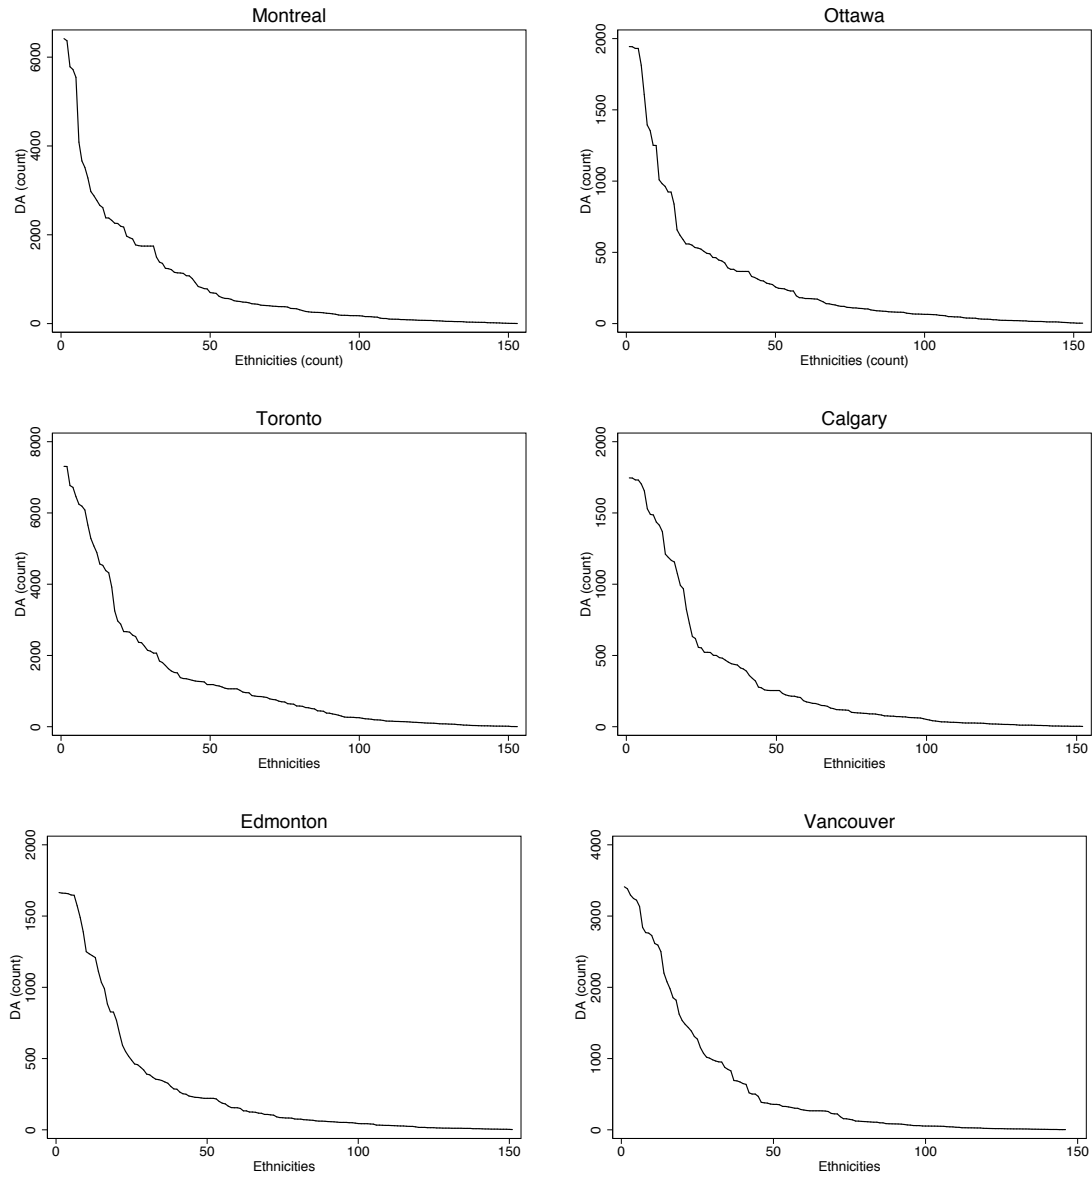 Montreal
DA (count)
6000
4000
2000
0
0 50 100 150
Ethnicities (count)
Ottawa
DA (count)
2000
1500
1000
500
0
0 50 100 150
Ethnicities (count)
Toronto
DA (count)
8000
6000
4000
2000
0
0 50 100 150
Ethnicities
Calgary
DA (count)
2000
1500
1000
500
0
0 50 100 150
Ethnicities
Edmonton
DA (count)
2000
1500
1000
500
0
0 50 100 150
Ethnicities
Vancouver
DA (count)
4000
3000
2000
1000
0
0 50 100 150
Ethnicities